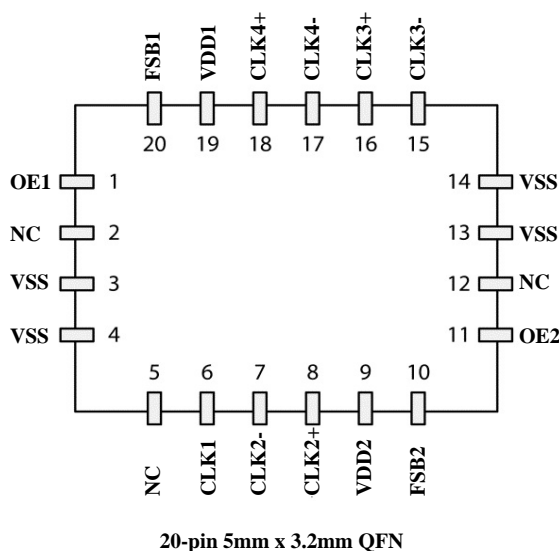 FSB1
VDD1
CLK4+
CLK4-
CLK3+
CLK3-
20
19
18
17
16
15
OE1 1
NC 2
VSS 3
VSS 4
14 VSS
13 VSS
12 NC
11 OE2
5
6
7
8
9
10
NC
CLK1
CLK2-
CLK2+
VDD2
FSB2
20-pin 5mm x 3.2mm QFN